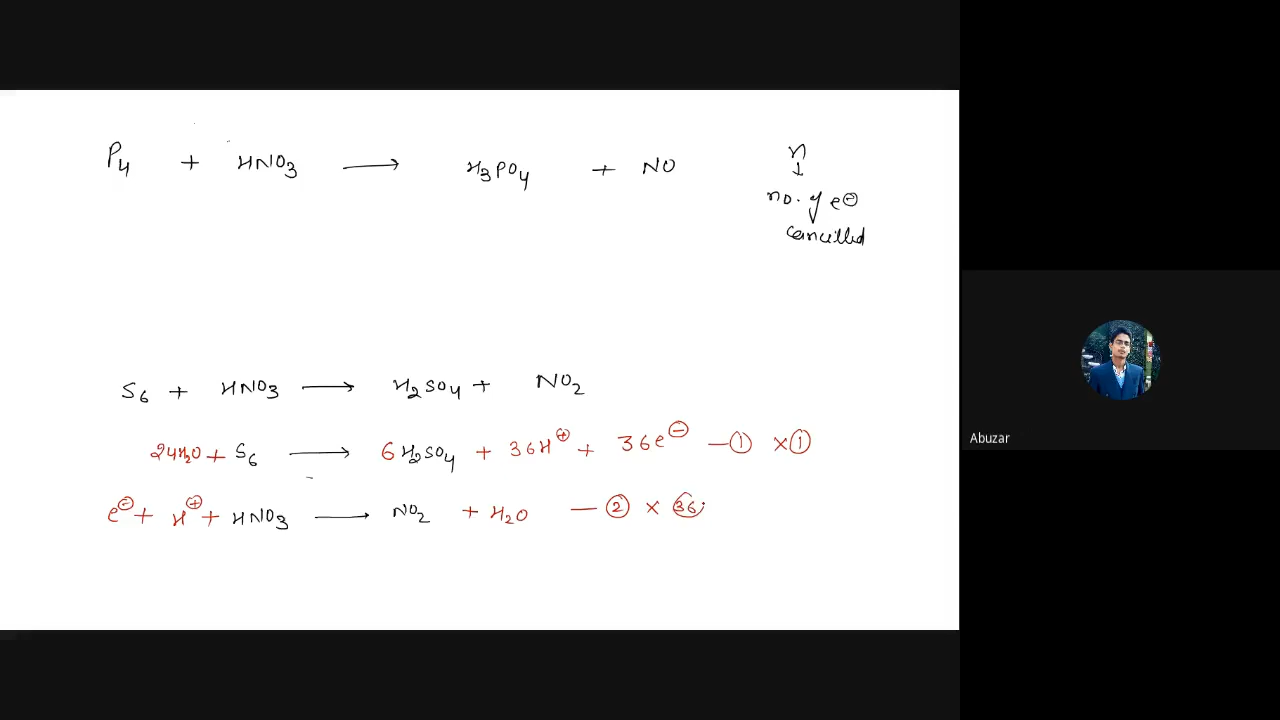 P₄ + HNO₃ ⟶ H₃PO₄ + NO
n
↓
no. of e⊖
cancelled
S₆ + HNO₃ ⟶ H₂SO₄ + NO₂
24H₂O + S₆ ⟶ 6H₂SO₄ + 36H⊕ + 36e⊖ —① ×①
e⊖ + H⊕ + HNO₃ ⟶ NO₂ + H₂O —② × ㊱
Abuzar